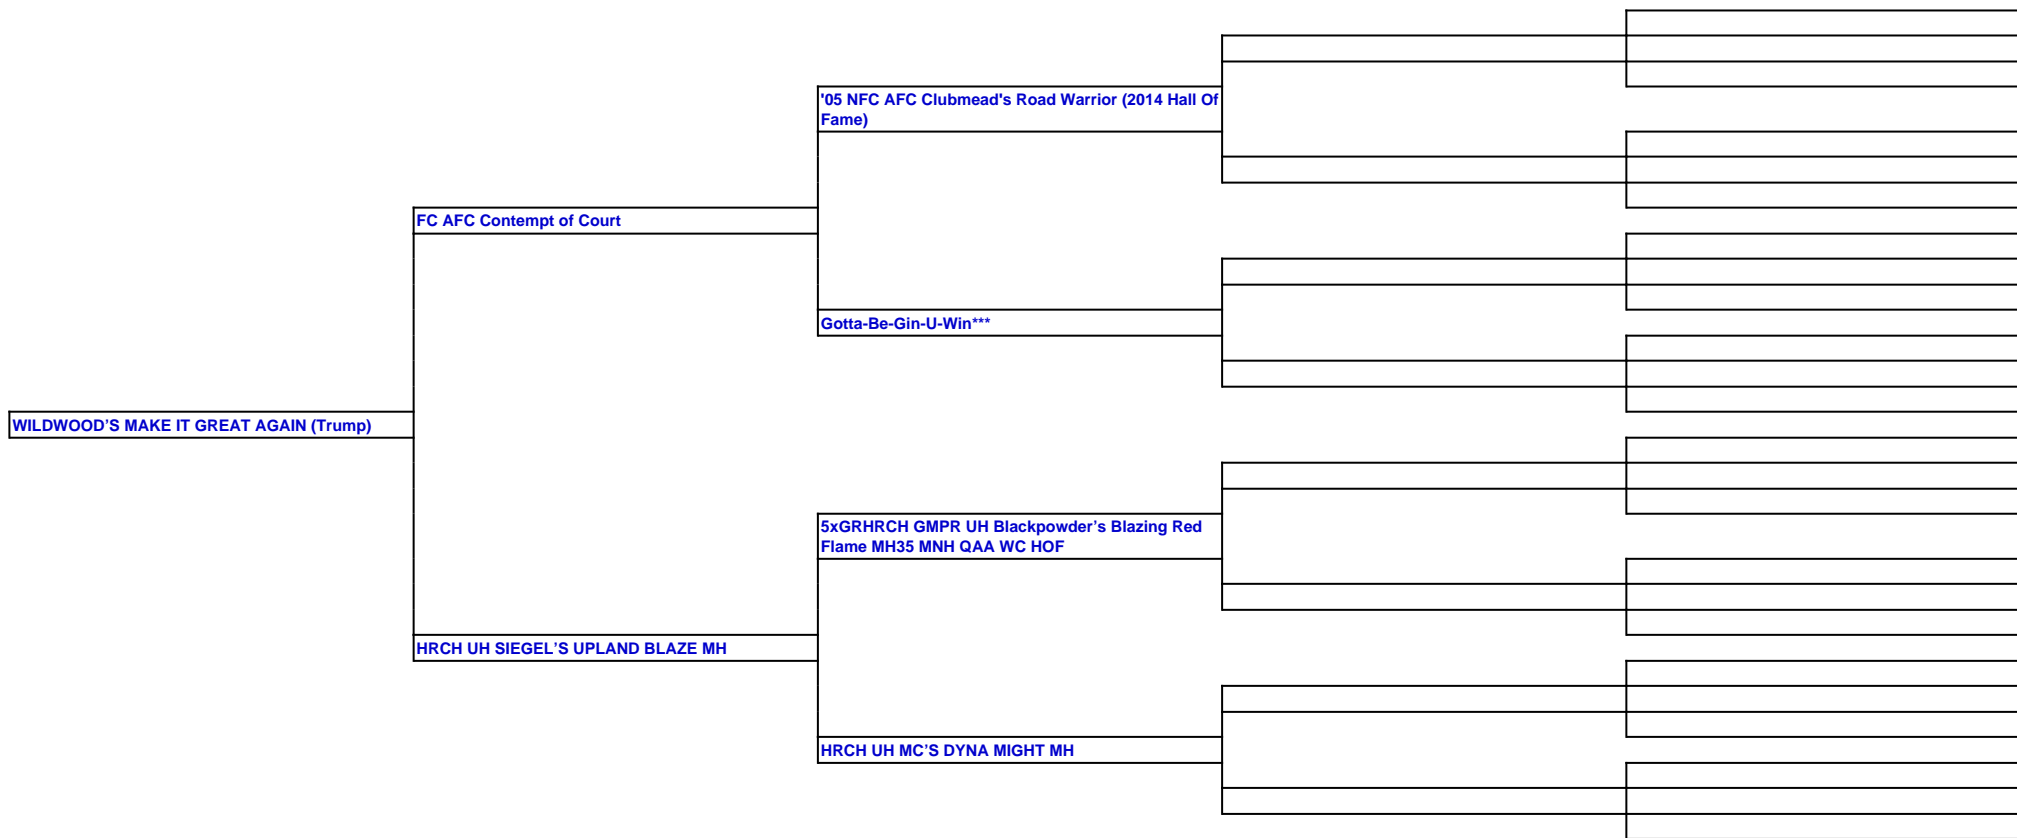 '05 NFC AFC Clubmead's Road Warrior (2014 Hall Of
Fame)
FC AFC Contempt of Court
Gotta-Be-Gin-U-Win***
WILDWOOD’S MAKE IT GREAT AGAIN (Trump)
5xGRHRCH GMPR UH Blackpowder’s Blazing Red
Flame MH35 MNH QAA WC HOF
HRCH UH SIEGEL’S UPLAND BLAZE MH
HRCH UH MC’S DYNA MIGHT MH